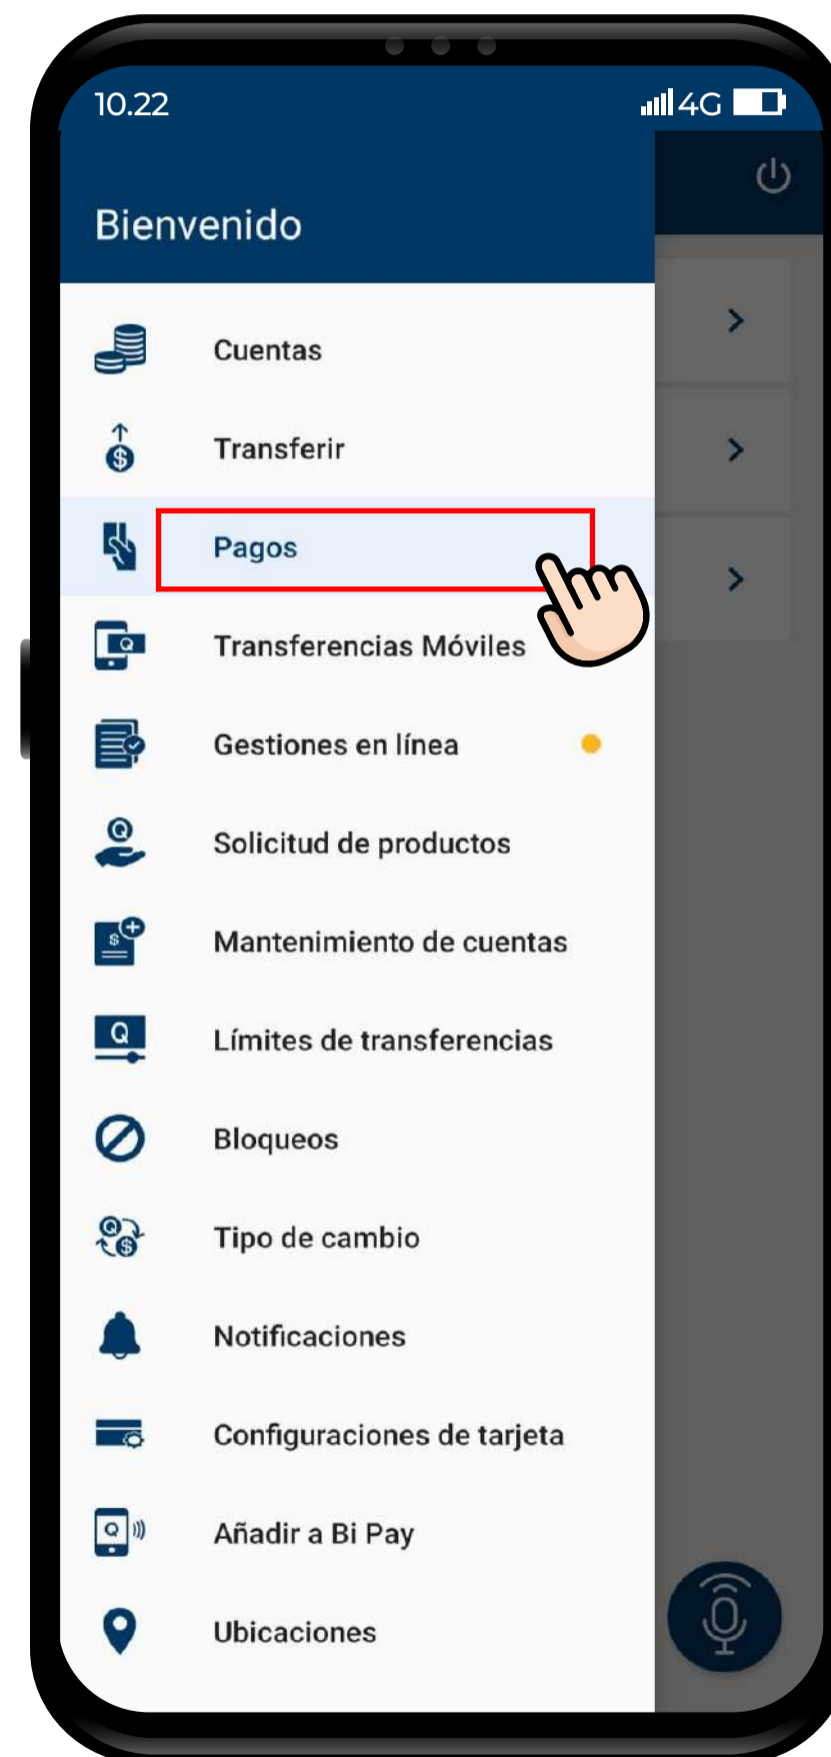 10.22
4G
Bienvenido
Cuentas
Transferir
Pagos
Transferencias Móviles
Gestiones en línea
Solicitud de productos
Mantenimiento de cuentas
Límites de transferencias
Bloqueos
Tipo de cambio
Notificaciones
Configuraciones de tarjeta
Añadir a Bi Pay
Ubicaciones